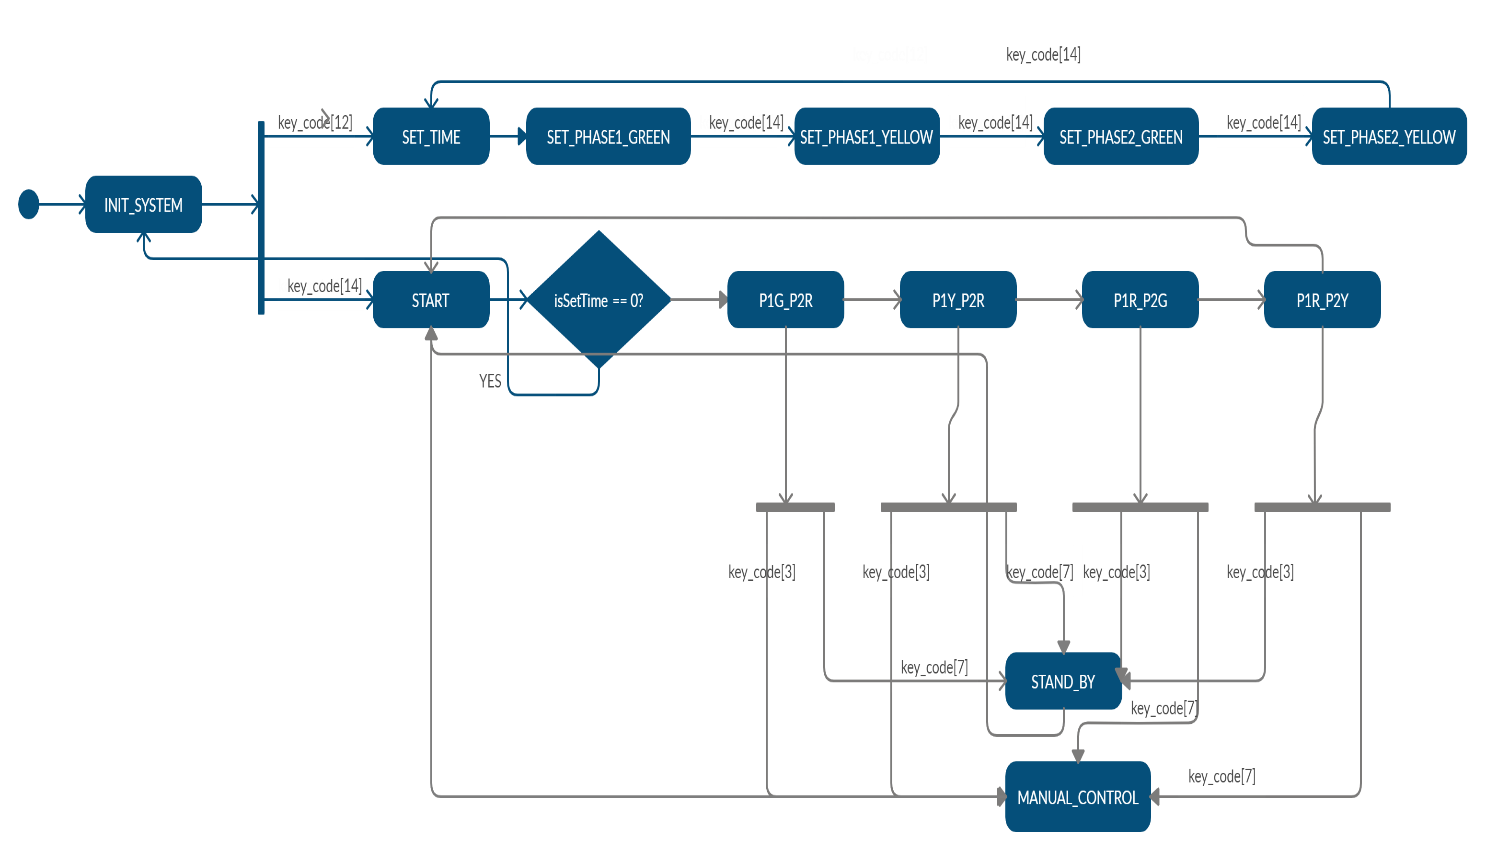 key_code[14]
key_code[12]
SET_TIME
SET_PHASE1_GREEN
key_code[14]
SET_PHASE1_YELLOW
key_code[14]
SET_PHASE2_GREEN
key_code[14]
SET_PHASE2_YELLOW
INIT_SYSTEM
key_code[14]
START
isSetTime == 0?
P1G_P2R
P1Y_P2R
P1R_P2G
P1R_P2Y
YES
key_code[3]
key_code[3]
key_code[7]
key_code[3]
key_code[3]
key_code[7]
STAND_BY
key_code[7]
key_code[7]
MANUAL_CONTROL